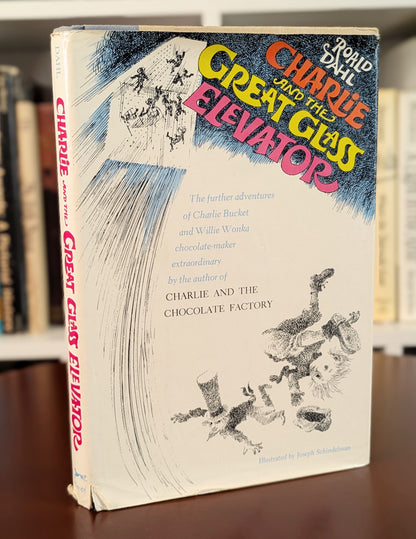 ROALD
DAHL
CHARLIE
AND THE
GREAT GLASS
ELEVATOR
The further adventures
of Charlie Bucket
and Willie Wonka
chocolate-maker
extraordinary
by the author of
CHARLIE AND THE
CHOCOLATE FACTORY
Illustrated by Joseph Schindelman
DAHL
CHARLIE AND THE GREAT GLASS ELEVATOR